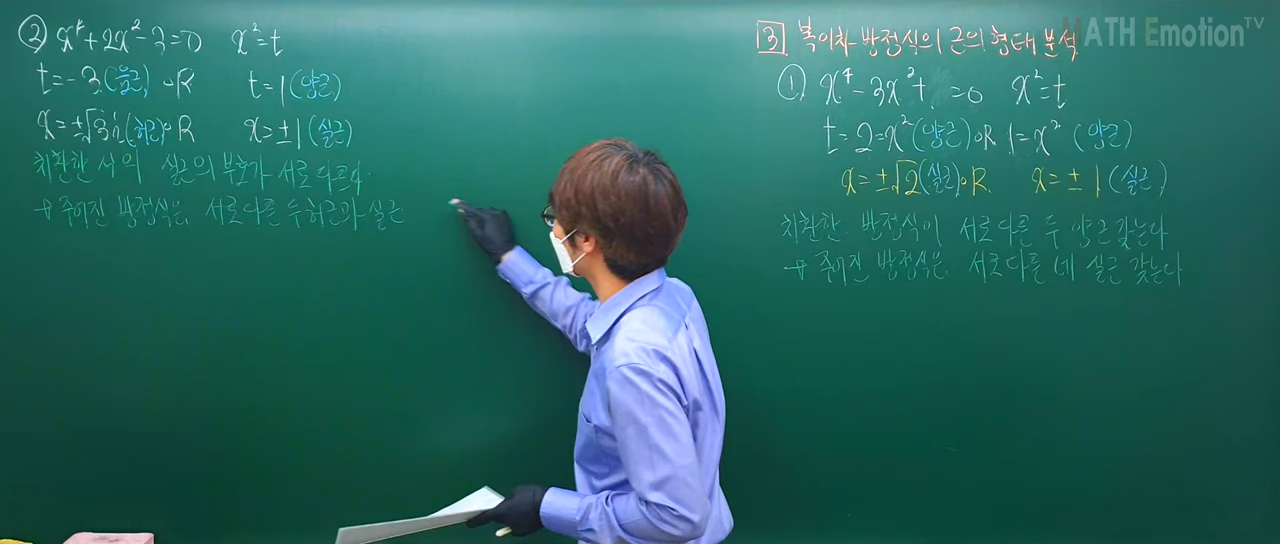 ② x⁴+2x²-3=0 x²=t
t=-3(음근) oR t=1(양근)
x=±√3i(허근)oR x=±1(실근)
치환한 식의 실근의 부호가 서로 다르다.
→ 주어진 방정식은 서로다른 두 허근과 실근
MATH EmotionTV
3 복이차방정식의 근의 형태 분석
① x⁴-3x²+ =0 x²=t
t=2=x²(양근)oR 1=x² (양근)
x=±√2(실근)oR x=±1(실근)
치환한 방정식이 서로다른 두 양근 갖는다
→ 주어진 방정식은 서로다른 네 실근 갖는다